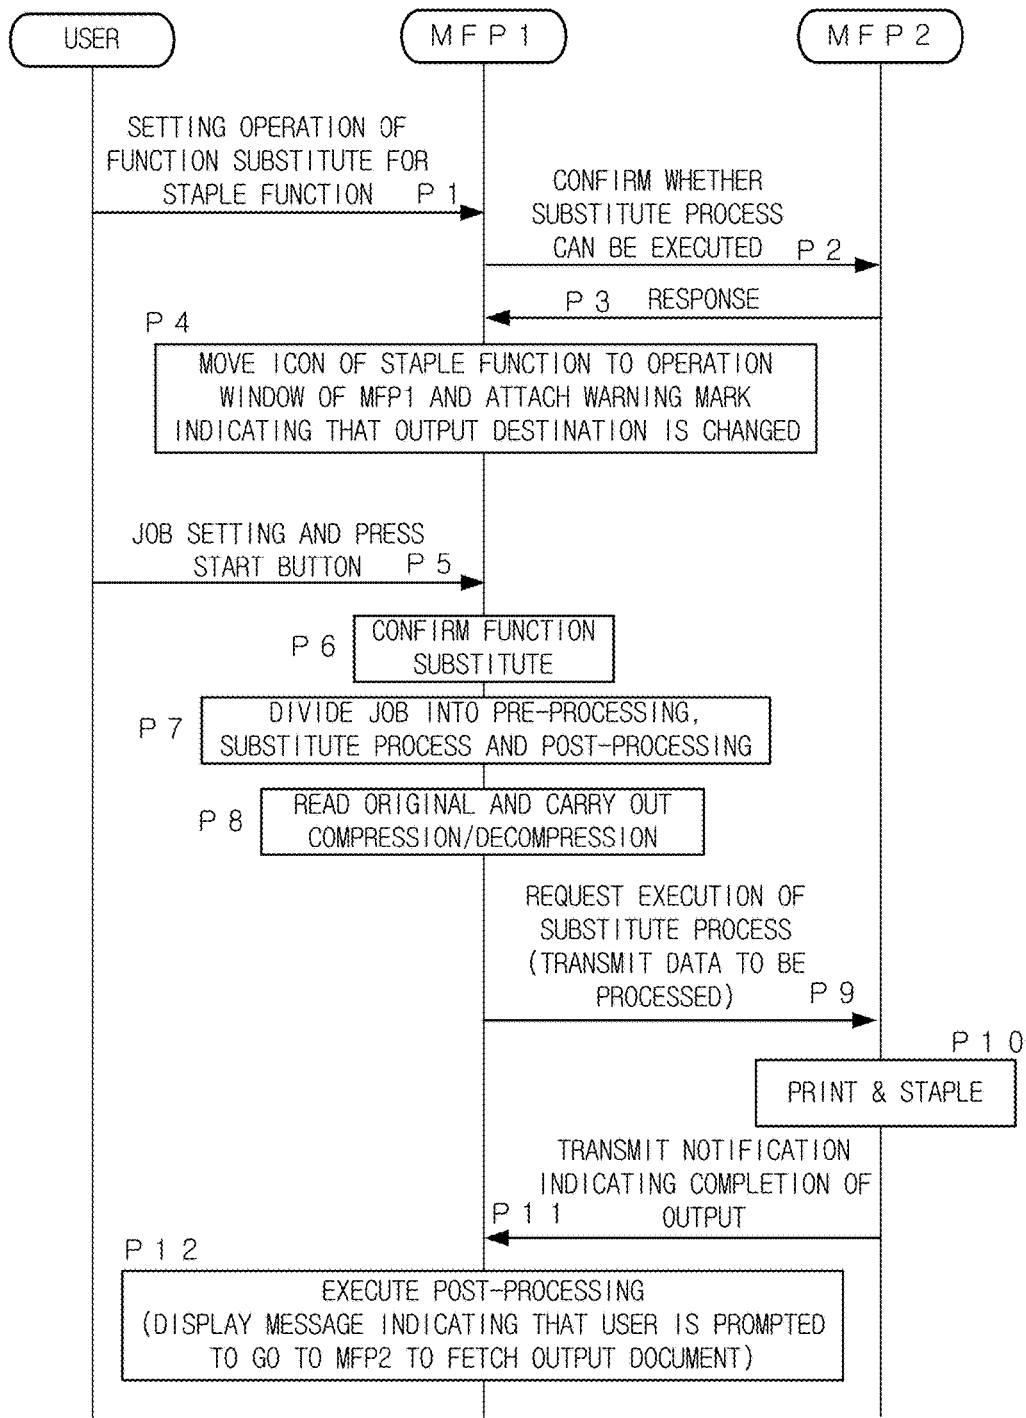 USER
MFP1
MFP2
SETTING OPERATION OF
FUNCTION SUBSTITUTE FOR
STAPLE FUNCTION P1
CONFIRM WHETHER
SUBSTITUTE PROCESS
CAN BE EXECUTED P2
P3 RESPONSE
P4
MOVE ICON OF STAPLE FUNCTION TO OPERATION
WINDOW OF MFP1 AND ATTACH WARNING MARK
INDICATING THAT OUTPUT DESTINATION IS CHANGED
JOB SETTING AND PRESS
START BUTTON P5
P6
CONFIRM FUNCTION
SUBSTITUTE
P7
DIVIDE JOB INTO PRE-PROCESSING,
SUBSTITUTE PROCESS AND POST-PROCESSING
P8
READ ORIGINAL AND CARRY OUT
COMPRESSION/DECOMPRESSION
REQUEST EXECUTION OF
SUBSTITUTE PROCESS
(TRANSMIT DATA TO BE
PROCESSED) P9
P10
PRINT & STAPLE
TRANSMIT NOTIFICATION
INDICATING COMPLETION OF
P11 OUTPUT
P12
EXECUTE POST-PROCESSING
(DISPLAY MESSAGE INDICATING THAT USER IS PROMPTED
TO GO TO MFP2 TO FETCH OUTPUT DOCUMENT)